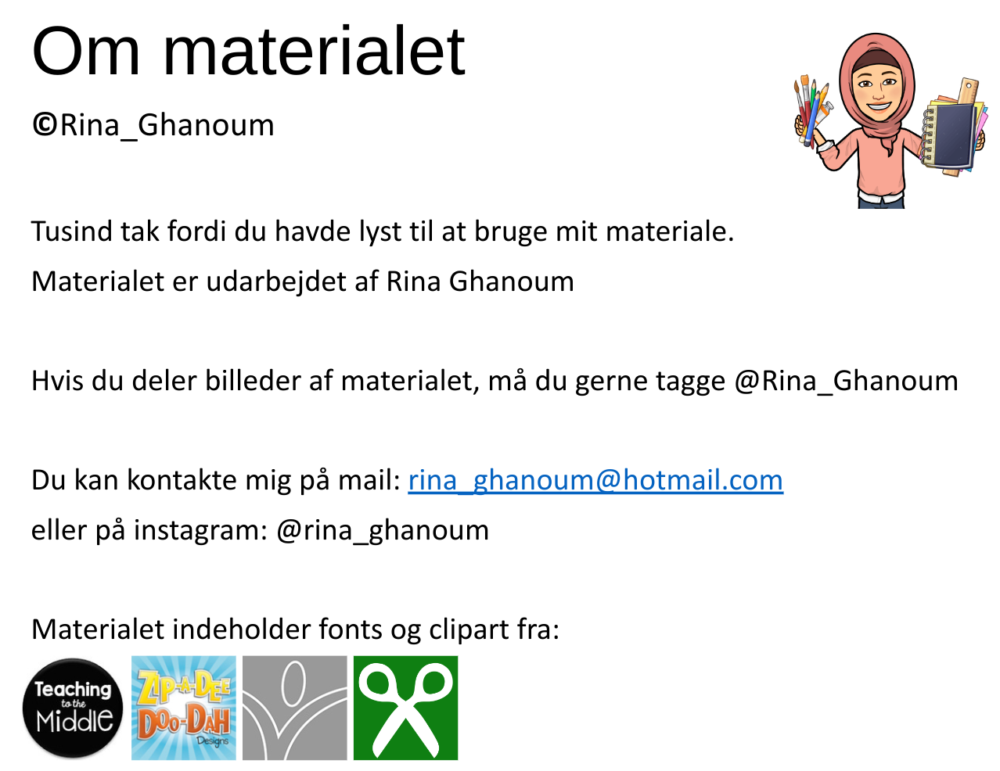 Om materialet
©Rina_Ghanoum
Tusind tak fordi du havde lyst til at bruge mit materiale.
Materialet er udarbejdet af Rina Ghanoum
Hvis du deler billeder af materialet, må du gerne tagge @Rina_Ghanoum
Du kan kontakte mig på mail: rina_ghanoum@hotmail.com
eller på instagram: @rina_ghanoum
Materialet indeholder fonts og clipart fra:
Teaching
to the
Middle
ZIP-A-DEE
DOO-DAH
Designs